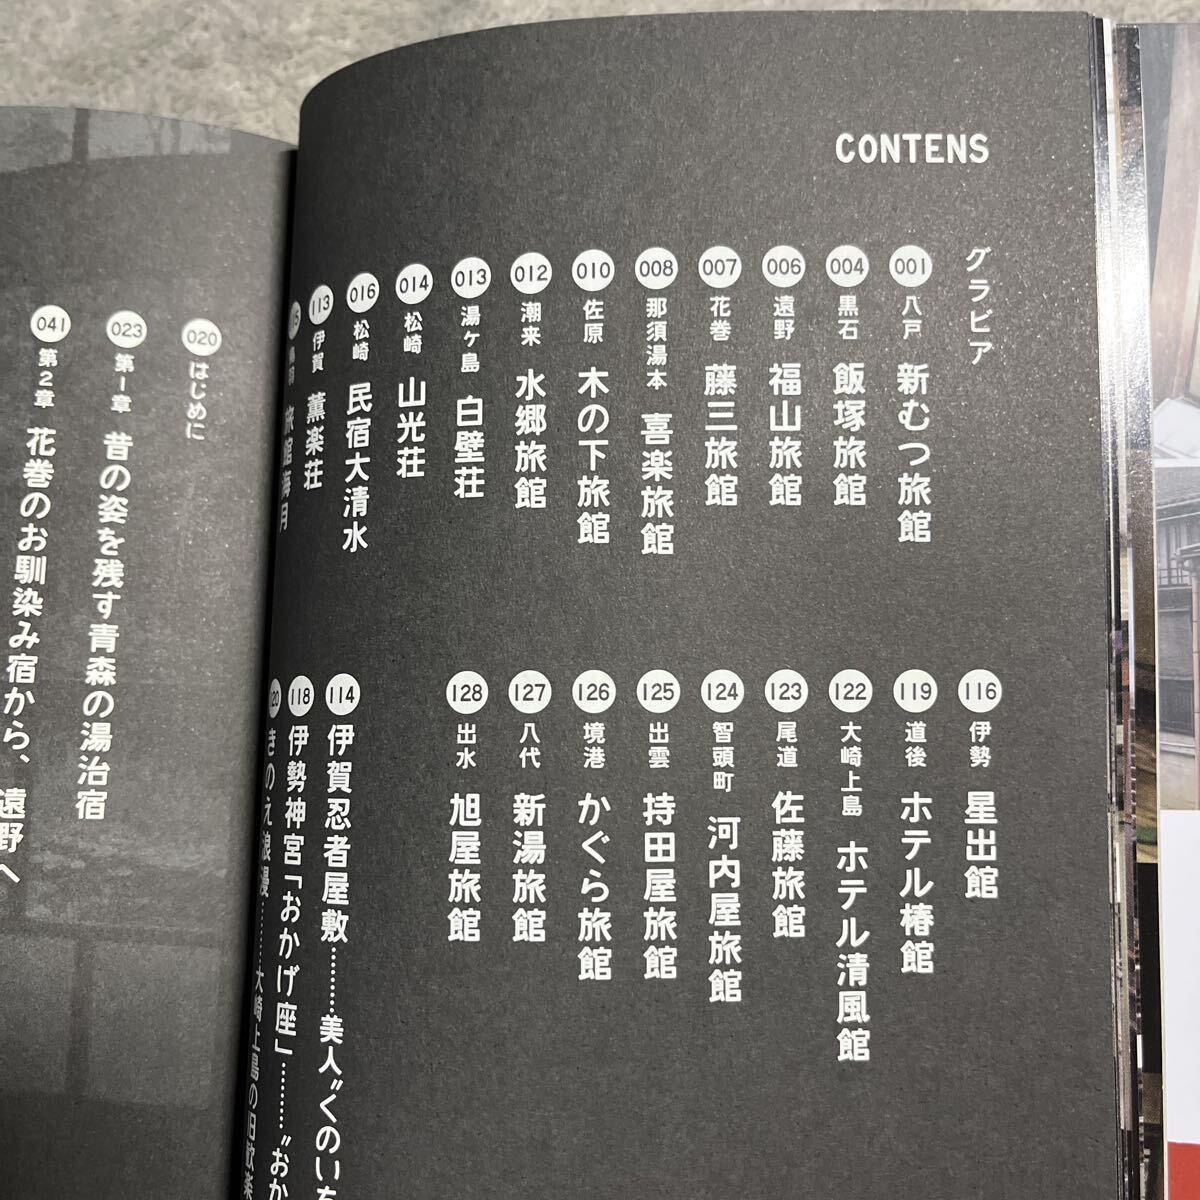 CONTENS
グラビア
001 八戸 新むつ旅館
004 黒石 飯塚旅館
006 遠野 福山旅館
007 花巻 藤三旅館
008 那須湯本 喜楽旅館
010 佐原 木の下旅館
012 潮来 水郷旅館
013 湯ヶ島 白壁荘
014 松崎 山光荘
016 松崎 民宿大清水
113 伊賀 薫楽荘
旅館海月
116 伊勢 星出館
119 道後 ホテル椿館
122 大崎上島 ホテル清風館
123 尾道 佐藤旅館
124 智頭町 河内屋旅館
125 出雲 持田屋旅館
126 境港 かぐら旅館
127 八代 新湯旅館
128 出水 旭屋旅館
114 伊賀忍者屋敷………美人〝くのいち
118 伊勢神宮「おかげ座」………〝おか
120 きのえ浪漫………大崎上島の旧歓楽
020 はじめに
023 第1章 昔の姿を残す青森の湯治宿
041 第2章 花巻のお馴染み宿から、遠野へ